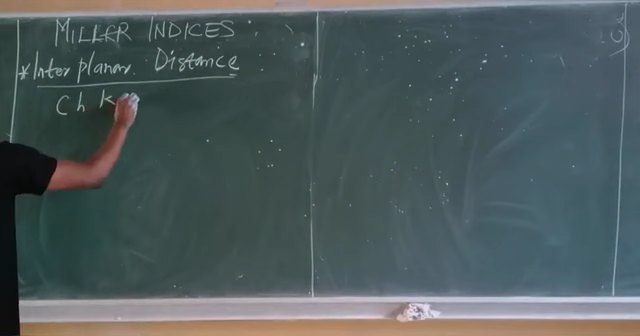 MILLER INDICES:
* Inter planar. Distance
(h k